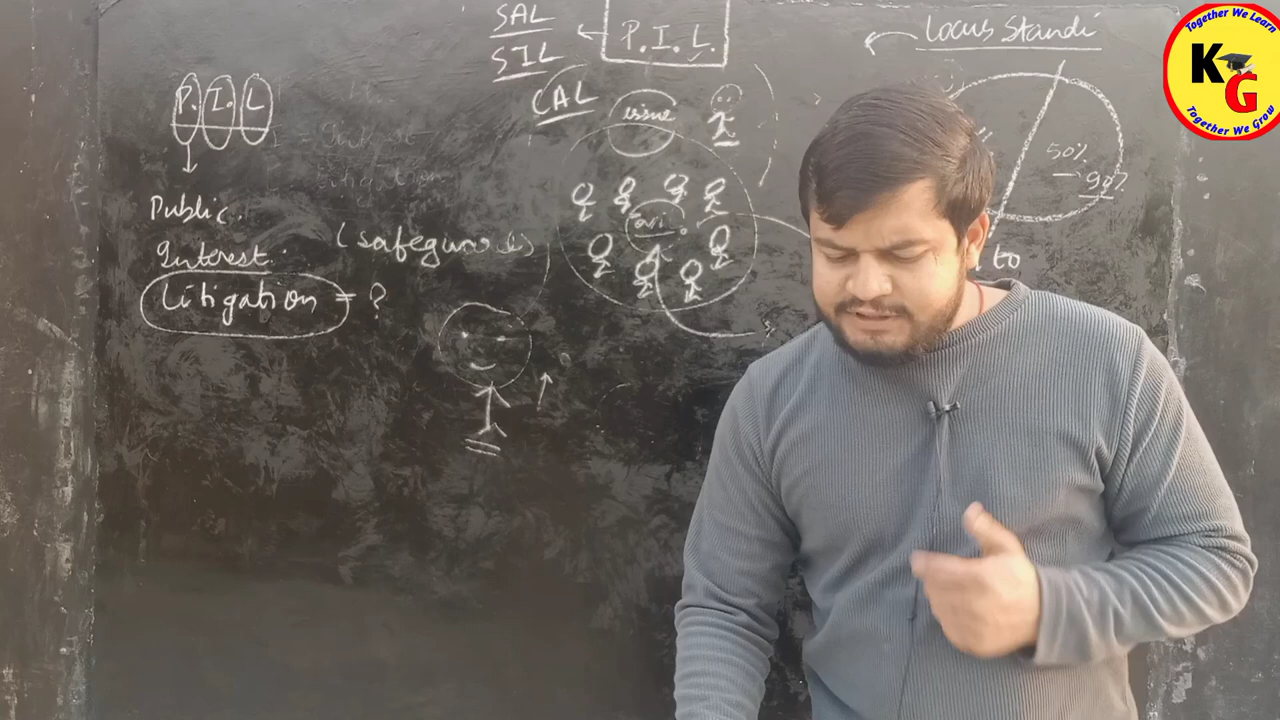 SAL
SIL
CAL
P.I.L.
Locus Standi
P. I. L
Public.
Interest.
Litigation = ?
(safeguards)
issue
50%
90%
to
Together We Learn
KG
Together We Grow